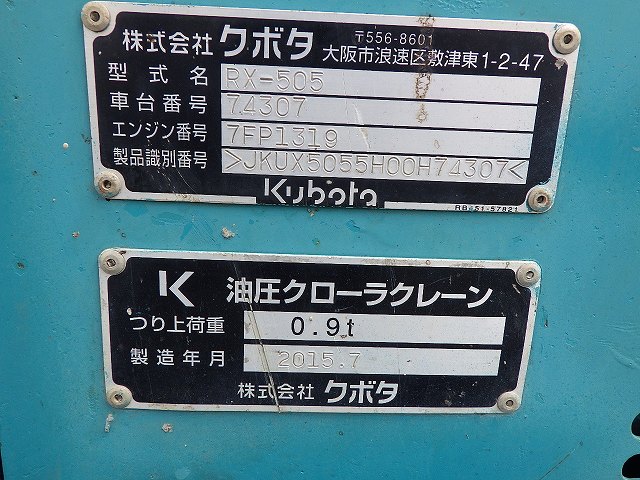 株式会社 クボタ 〒556-8601
大阪市浪速区敷津東1-2-47
型式名 RX-505
車台番号 74307
エンジン番号 7FP1319
製品識別番号 >JKUX5055H00H74307<
Kubota
RB-51-57821
K 油圧クローラクレーン
つり上荷重 0.9t
製造年月 2015.7
株式会社 クボタ